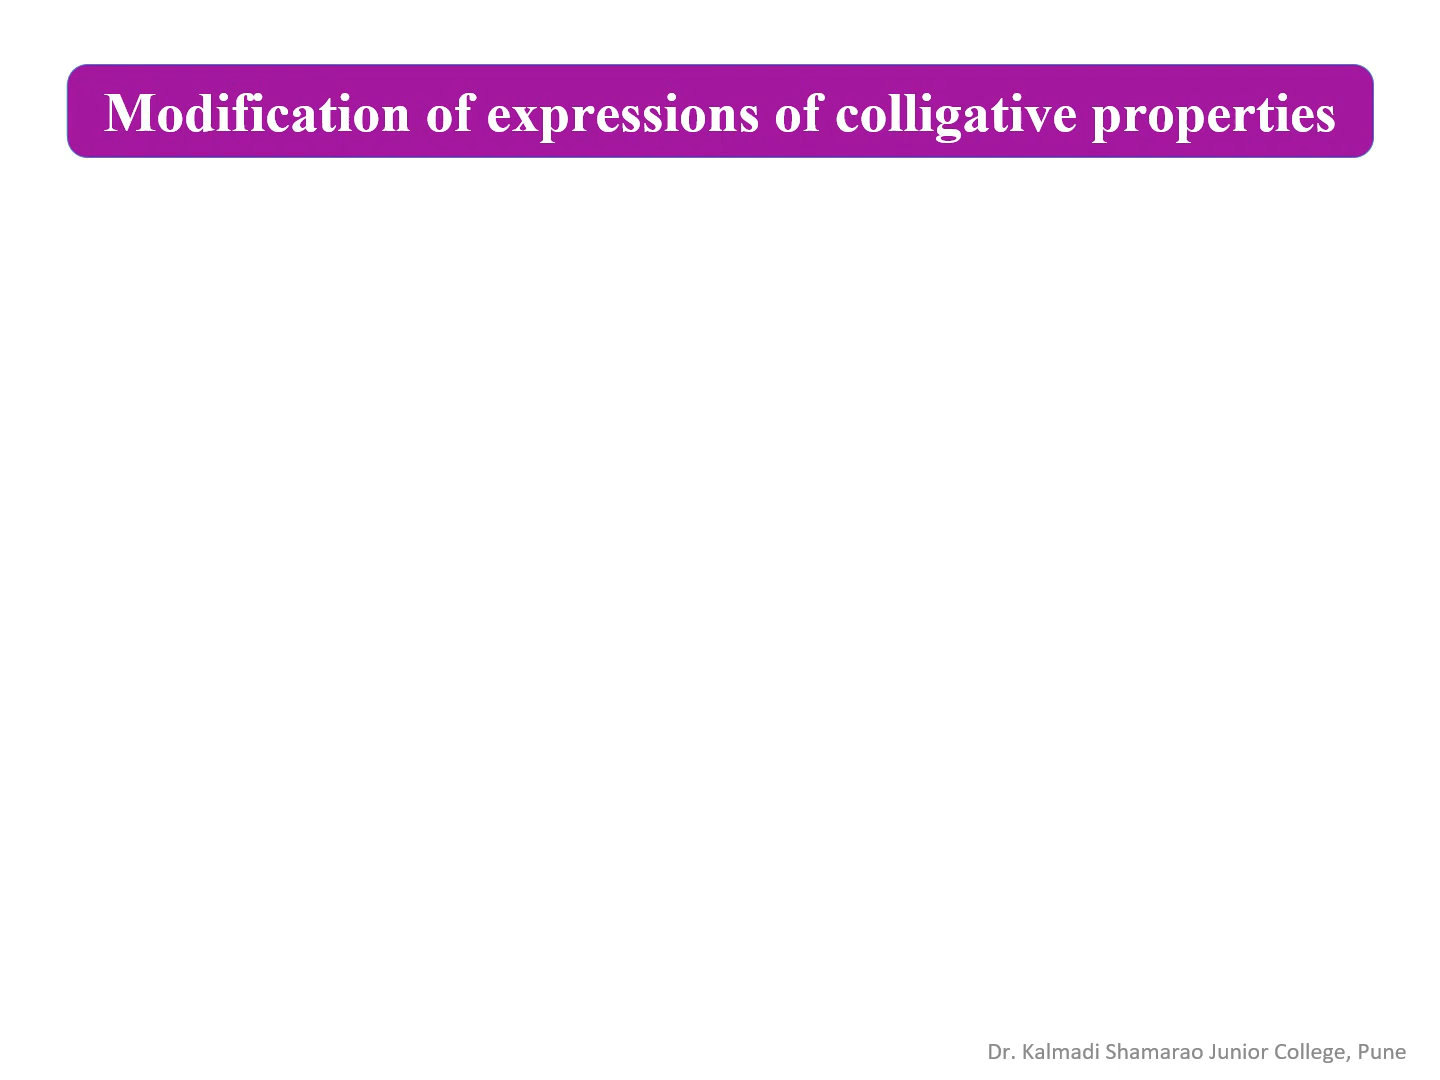 Modification of expressions of colligative properties
Dr. Kalmadi Shamarao Junior College, Pune